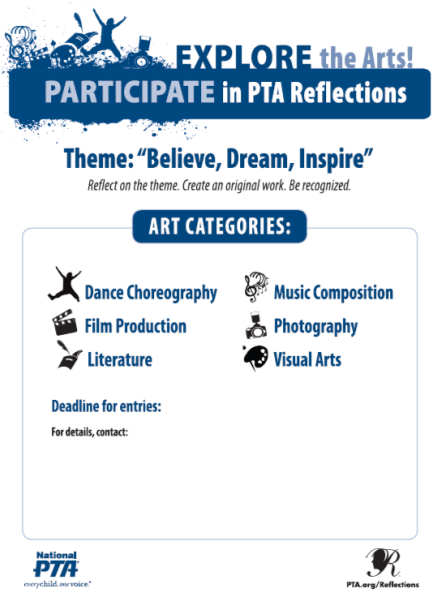 EXPLORE the Arts!
PARTICIPATE in PTA Reflections
Theme: “Believe, Dream, Inspire”
Reflect on the theme. Create an original work. Be recognized.
ART CATEGORIES:
Dance Choreography
Music Composition
Film Production
Photography
Literature
Visual Arts
Deadline for entries:
For details, contact:
National
PTA
everychild. one voice.®
R
PTA.org/Reflections